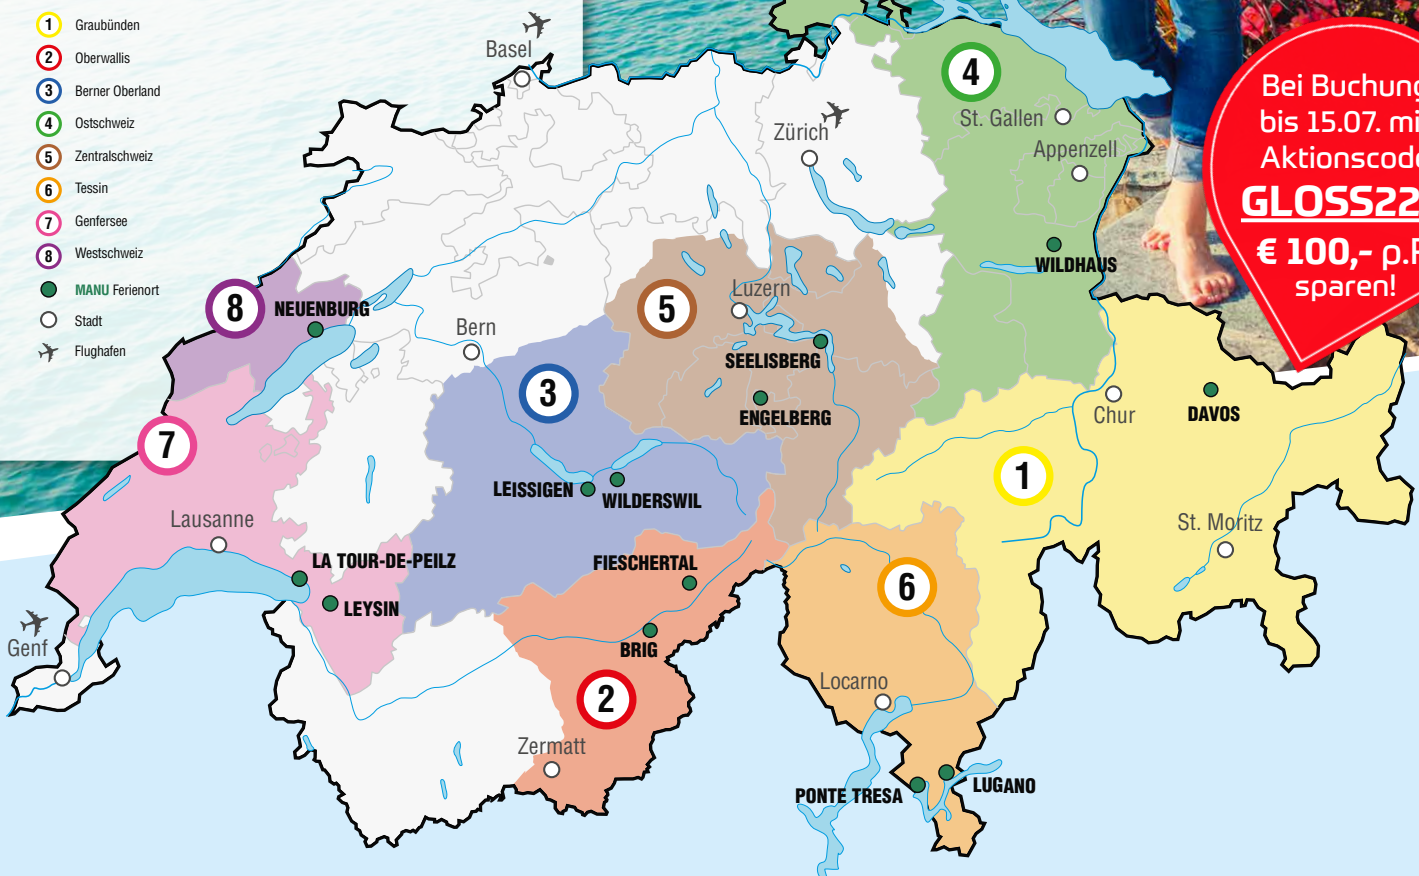 1 Graubünden
2 Oberwallis
3 Berner Oberland
4 Ostschweiz
5 Zentralschweiz
6 Tessin
7 Genfersee
8 Westschweiz
MANU Ferienort
Stadt
Flughafen
Basel
Zürich
4
St. Gallen
Appenzell
WILDHAUS
Bei Buchung
bis 15.07. mi
Aktionscode
GLOSS22
€ 100,- p.P
sparen!
8
NEUENBURG
Bern
5
Luzern
SEELISBERG
ENGELBERG
3
Chur
DAVOS
7
LEISSIGEN
WILDERSWIL
1
Lausanne
St. Moritz
LA TOUR-DE-PEILZ
LEYSIN
FIESCHERTAL
6
Genf
BRIG
2
Locarno
Zermatt
PONTE TRESA
LUGANO